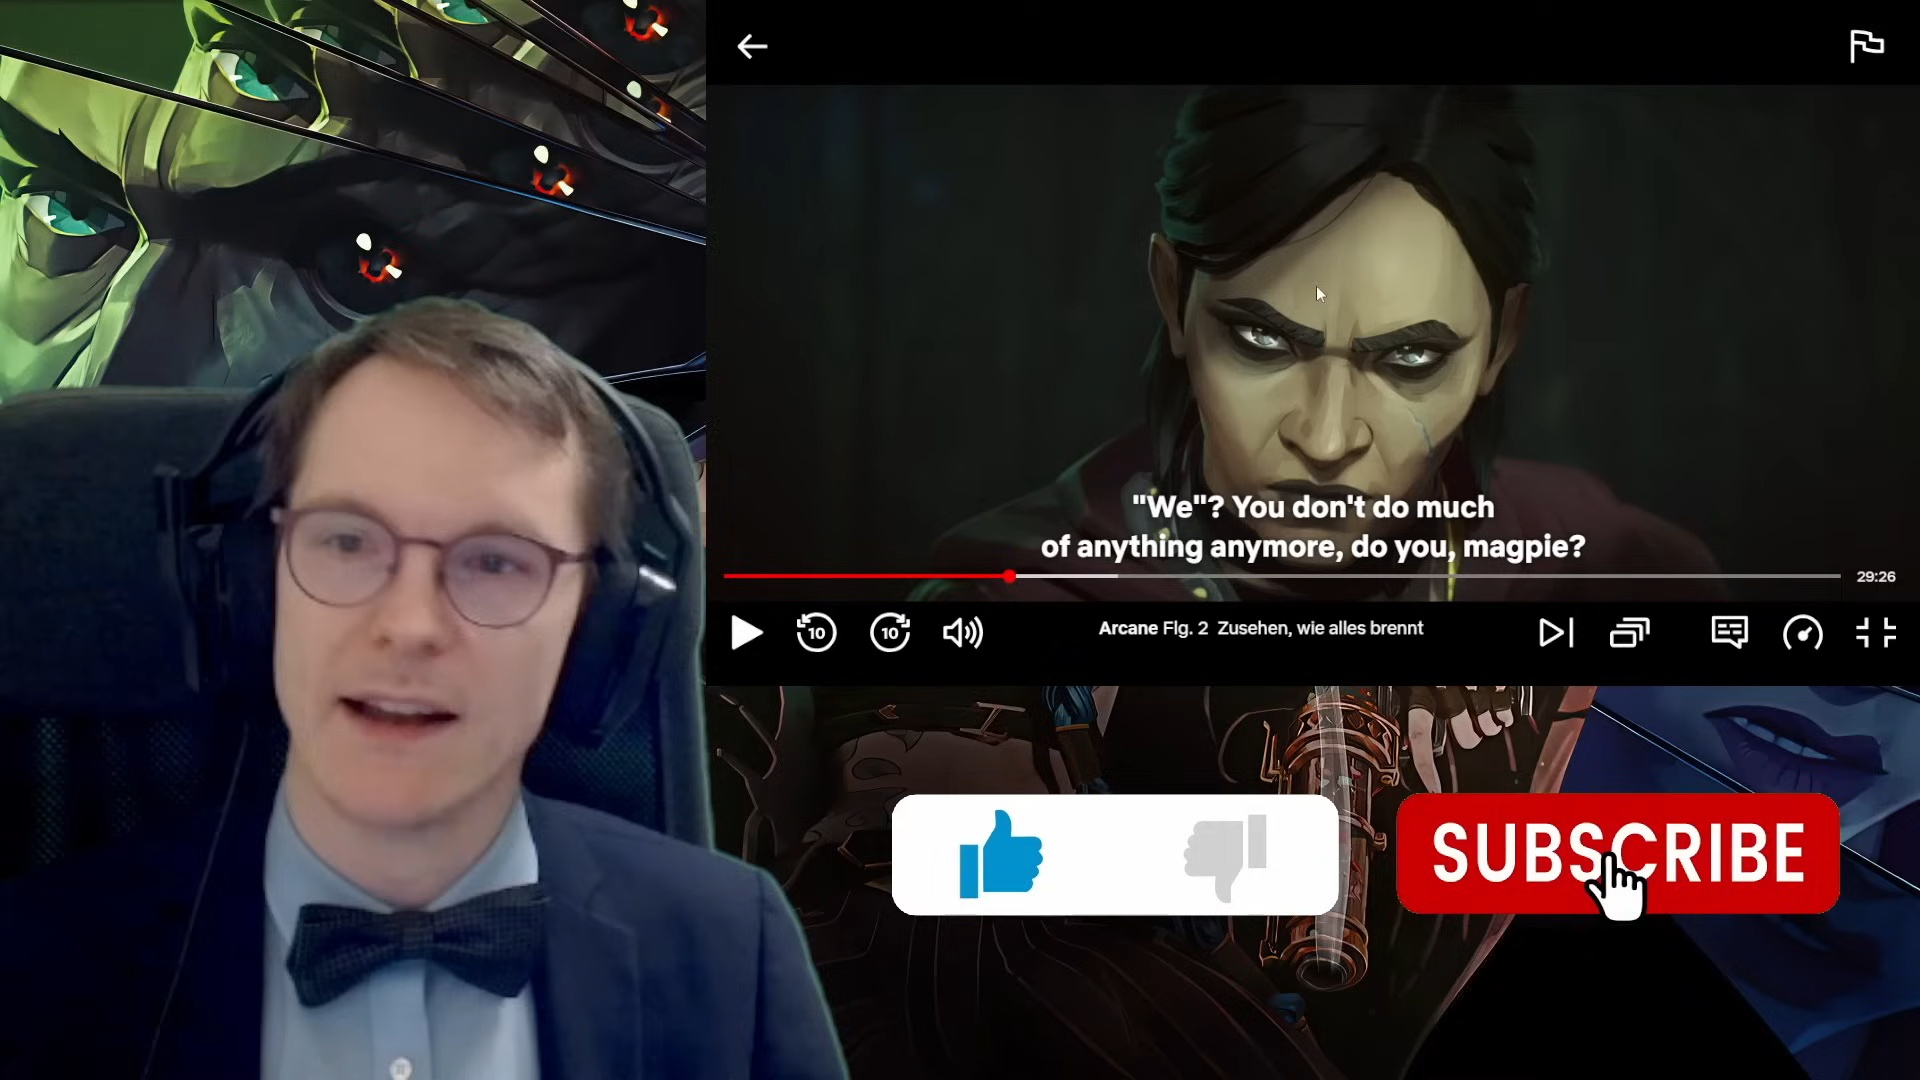 "We"? You don't do much
of anything anymore, do you, magpie?
29:26
10
10
Arcane Flg. 2 Zusehen, wie alles brennt
SUBSCRIBE